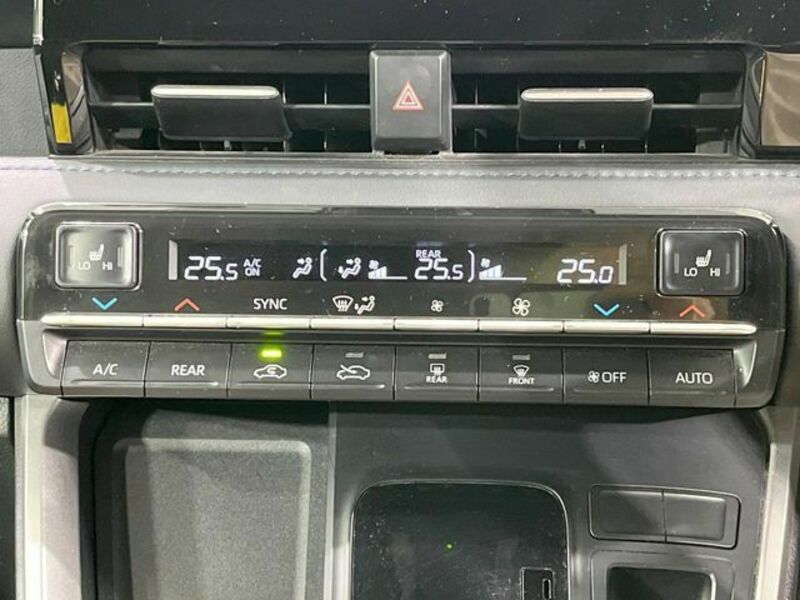 LO HI
25.5 A/C ON
REAR 25.5
25.0
LO HI
SYNC
A/C
REAR
REAR
FRONT
OFF
AUTO